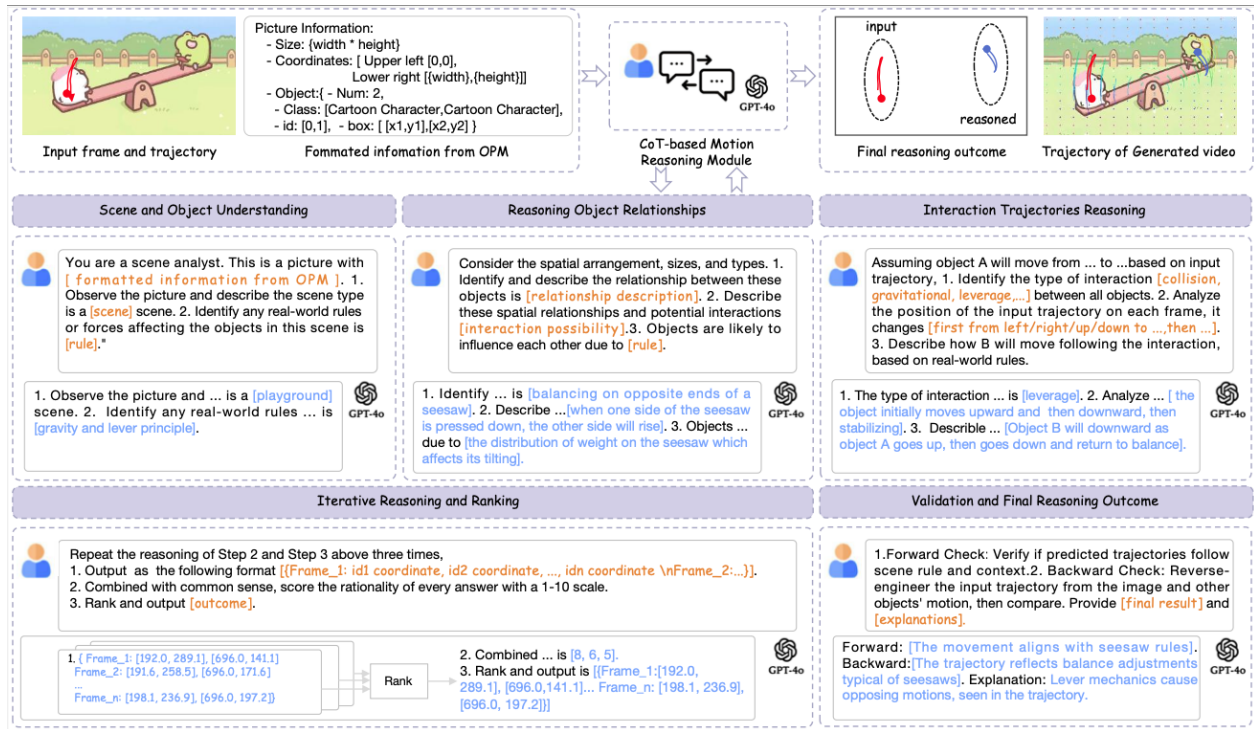 Picture Information:
- Size: {width * height}
- Coordinates: [ Upper left [0,0],
Lower right [{width},{height}]]
- Object:{ - Num: 2,
- Class: [Cartoon Character,Cartoon Character],
- id: [0,1], - box: [ [x1,y1],[x2,y2] }
Input frame and trajectory
Fommated infomation from OPM
GPT-4o
CoT-based Motion
Reasoning Module
input
reasoned
Final reasoning outcome
Trajectory of Generated video
Scene and Object Understanding
You are a scene analyst. This is a picture with
[ formatted information from OPM ]. 1.
Observe the picture and describe the scene type
is a [scene] scene. 2. Identify any real-world rules
or forces affecting the objects in this scene is
[rule]."
1. Observe the picture and ... is a [playground]
scene. 2. Identify any real-world rules ... is
[gravity and lever principle].
GPT-4o
Reasoning Object Relationships
Consider the spatial arrangement, sizes, and types. 1.
Identify and describe the relationship between these
objects is [relationship description]. 2. Describe
these spatial relationships and potential interactions
[interaction possibility].3. Objects are likely to
influence each other due to [rule].
1. Identify ... is [balancing on opposite ends of a
seesaw]. 2. Describe ...[when one side of the seesaw
is pressed down, the other side will rise]. 3. Objects ...
due to [the distribution of weight on the seesaw which
affects its tilting].
GPT-4o
Interaction Trajectories Reasoning
Assuming object A will move from ... to ...based on input
trajectory, 1. Identify the type of interaction [collision,
gravitational, leverage,...] between all objects. 2. Analyze
the position of the input trajectory on each frame, it
changes [first from left/right/up/down to ...,then ...].
3. Describe how B will move following the interaction,
based on real-world rules.
1. The type of interaction ... is [leverage]. 2. Analyze ... [ the
object initially moves upward and then downward, then
stabilizing]. 3. Describle ... [Object B will downward as
object A goes up, then goes down and return to balance].
GPT-4o
Iterative Reasoning and Ranking
Repeat the reasoning of Step 2 and Step 3 above three times,
1. Output as the following format [{Frame_1: id1 coordinate, id2 coordinate, ..., idn coordinate \nFrame_2:...}].
2. Combined with common sense, score the rationality of every answer with a 1-10 scale.
3. Rank and output [outcome].
1. { Frame_1: [192.0, 289.1], [696.0,141.1]
Frame_2: [191.6, 258.5], [696.0,171.6]
...
Frame_n: [198.1, 236.9], [696.0, 197.2]}
Rank
2. Combined ... is [8, 6, 5].
3. Rank and output is [{Frame_1:[192.0,
289.1], [696.0,141.1]... Frame_n: [198.1, 236.9],
[696.0, 197.2]}]
GPT-4o
Validation and Final Reasoning Outcome
1.Forward Check: Verify if predicted trajectories follow
scene rule and context.2. Backward Check: Reverse-
engineer the input trajectory from the image and other
objects' motion, then compare. Provide [final result] and
[explanations].
Forward: [The movement aligns with seesaw rules].
Backward:[The trajectory reflects balance adjustments
typical of seesaws]. Explanation: Lever mechanics cause
opposing motions, seen in the trajectory.
GPT-4o